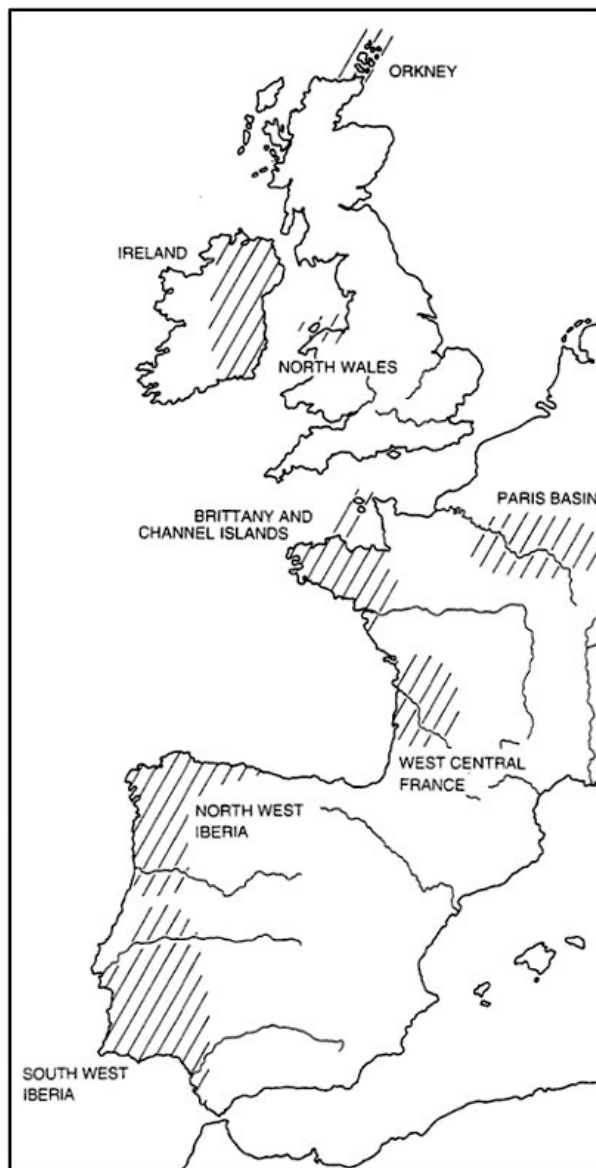 ORKNEY
IRELAND
NORTH WALES
PARIS BASIN
BRITTANY AND
CHANNEL ISLANDS
WEST CENTRAL
FRANCE
NORTH WEST
IBERIA
SOUTH WEST
IBERIA